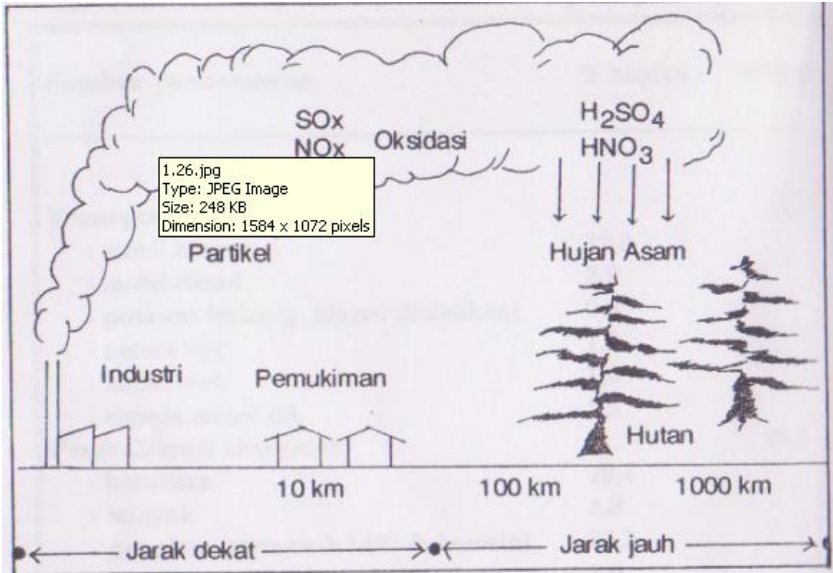 SOx
NOx
Oksidasi
H₂SO₄
HNO₃
1.26.jpg
Type: JPEG Image
Size: 248 KB
Dimension: 1584 x 1072 pixels
Partikel
Hujan Asam
Industri
Pemukiman
Hutan
10 km
100 km
1000 km
Jarak dekat
Jarak jauh